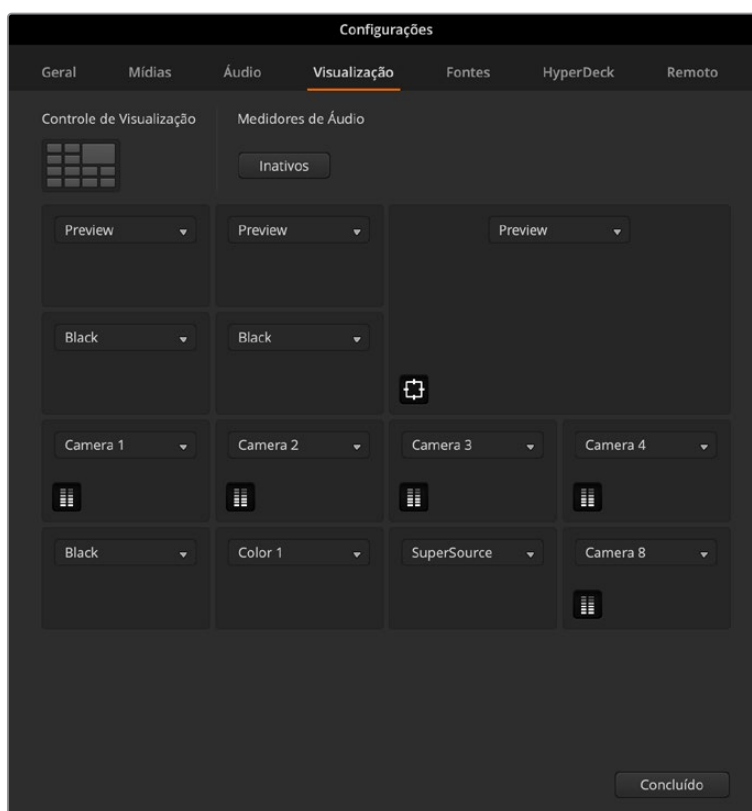 Configurações
Geral Mídias Áudio Visualização Fontes HyperDeck Remoto
Controle de Visualização Medidores de Áudio
Inativos
Preview Preview Preview
Black Black
Camera 1 Camera 2 Camera 3 Camera 4
Black Color 1 SuperSource Camera 8
Concluído